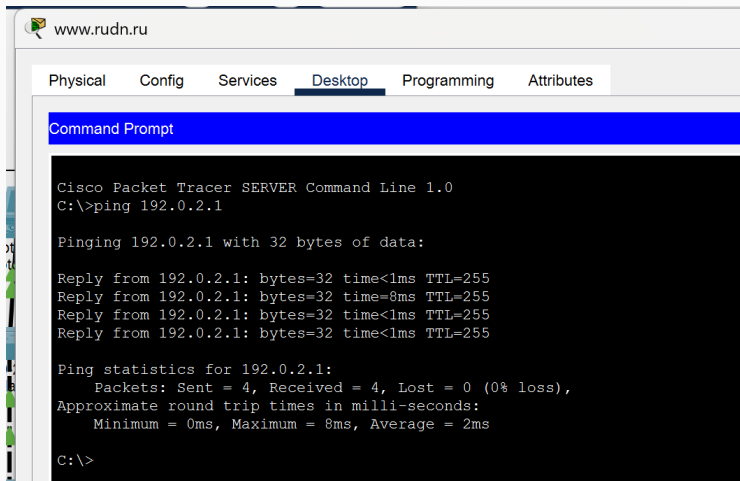 www.rudn.ru
Physical Config Services Desktop Programming Attributes
Command Prompt
Cisco Packet Tracer SERVER Command Line 1.0
C:\>ping 192.0.2.1
Pinging 192.0.2.1 with 32 bytes of data:
Reply from 192.0.2.1: bytes=32 time<1ms TTL=255
Reply from 192.0.2.1: bytes=32 time=8ms TTL=255
Reply from 192.0.2.1: bytes=32 time<1ms TTL=255
Reply from 192.0.2.1: bytes=32 time<1ms TTL=255
Ping statistics for 192.0.2.1:
Packets: Sent = 4, Received = 4, Lost = 0 (0% loss),
Approximate round trip times in milli-seconds:
Minimum = 0ms, Maximum = 8ms, Average = 2ms
C:\>